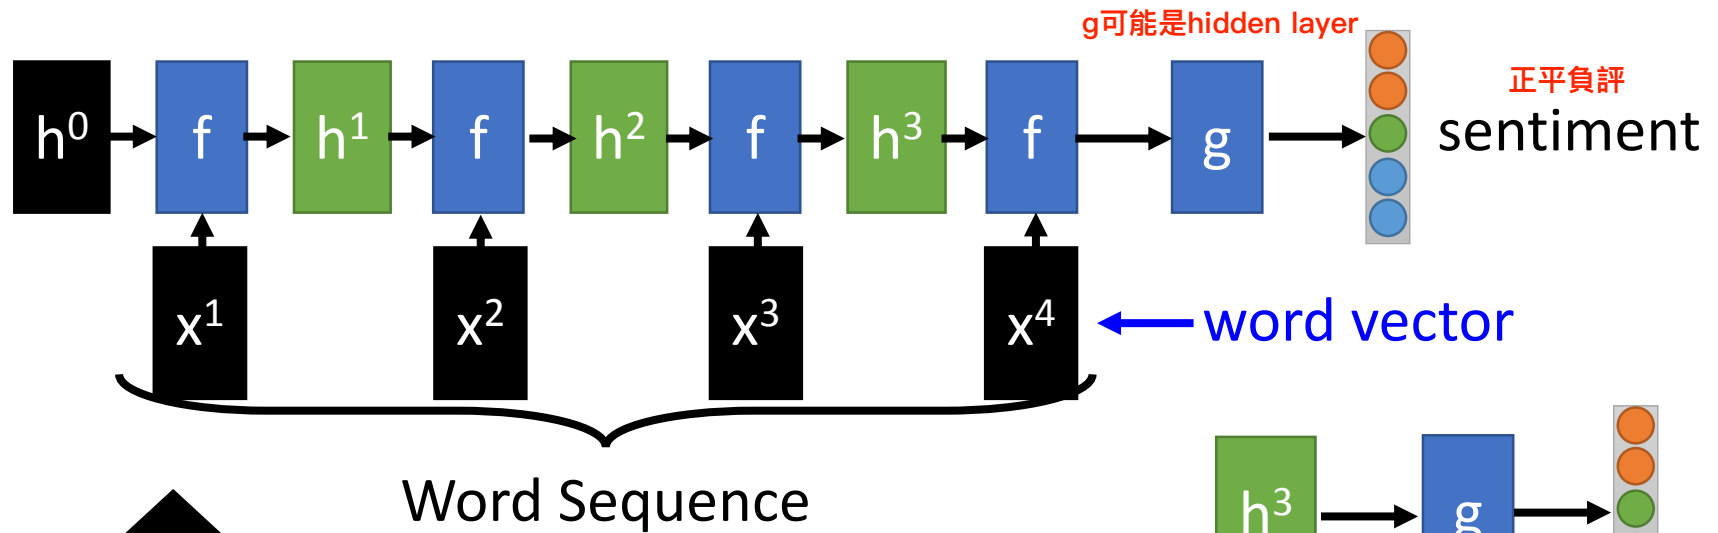 g可能是hidden layer
正平負評
h⁰ f h¹ f h² f h³ f g
sentiment
x¹ x² x³ x⁴
word vector
Word Sequence
h³ g